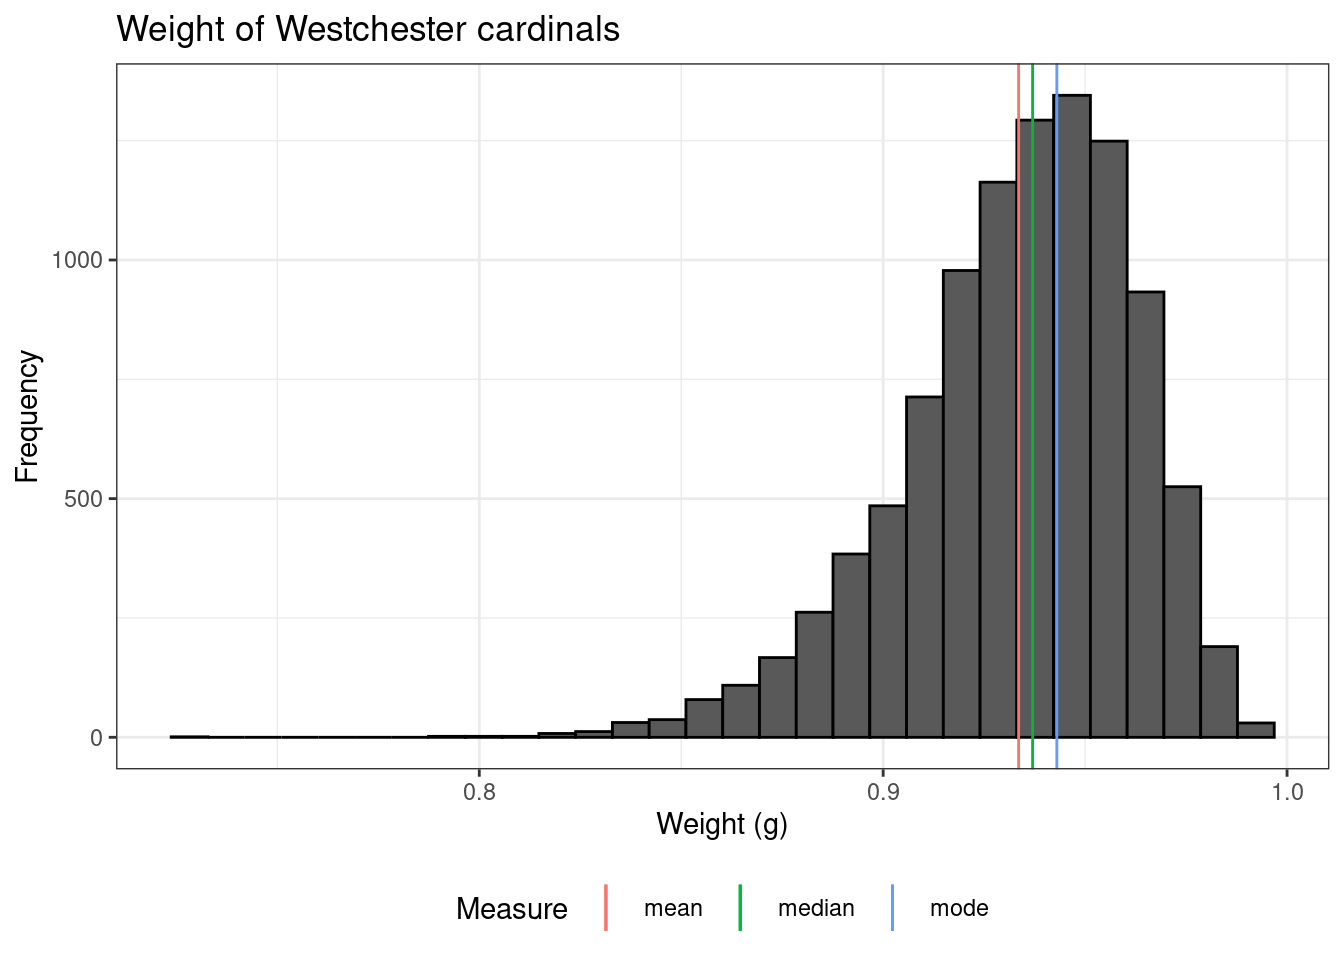 Weight of Westchester cardinals
Frequency
1000
500
0
0.8 0.9 1.0
Weight (g)
Measure mean median mode